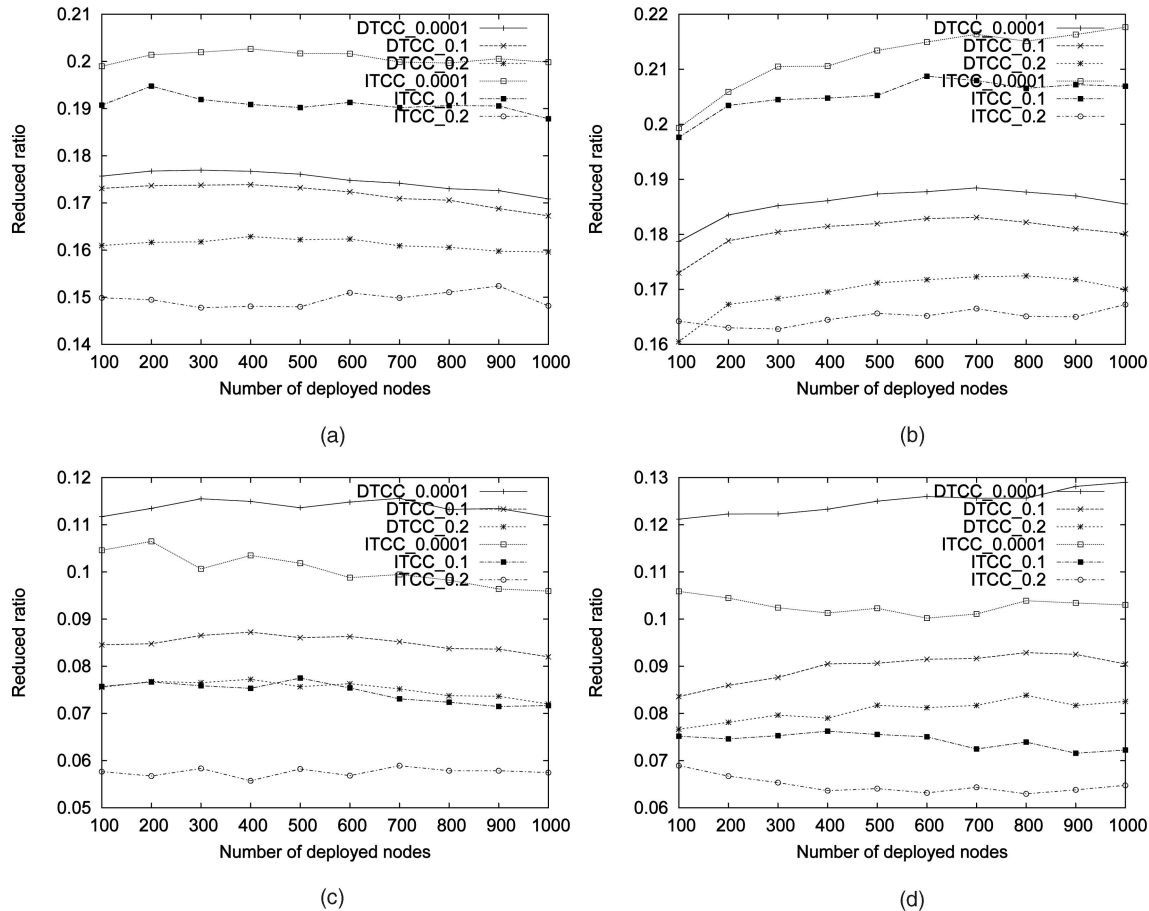 0.21
0.2
0.19
0.18
0.17
0.16
0.15
0.14
Reduced ratio
DTCC_0.0001
DTCC_0.1
DTCC_0.2
ITCC_0.0001
ITCC_0.1
ITCC_0.2
100 200 300 400 500 600 700 800 900 1000
Number of deployed nodes
(a)
0.22
0.21
0.2
0.19
0.18
0.17
0.16
Reduced ratio
DTCC_0.0001
DTCC_0.1
DTCC_0.2
ITCC_0.0001
ITCC_0.1
ITCC_0.2
100 200 300 400 500 600 700 800 900 1000
Number of deployed nodes
(b)
0.12
0.11
0.1
0.09
0.08
0.07
0.06
0.05
Reduced ratio
DTCC_0.0001
DTCC_0.1
DTCC_0.2
ITCC_0.0001
ITCC_0.1
ITCC_0.2
100 200 300 400 500 600 700 800 900 1000
Number of deployed nodes
(c)
0.13
0.12
0.11
0.1
0.09
0.08
0.07
0.06
Reduced ratio
DTCC_0.0001
DTCC_0.1
DTCC_0.2
ITCC_0.0001
ITCC_0.1
ITCC_0.2
100 200 300 400 500 600 700 800 900 1000
Number of deployed nodes
(d)